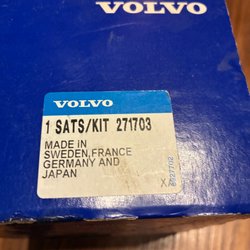 VOLVO
VOLVO
1 SATS/KIT 271703
MADE IN
SWEDEN,FRANCE
GERMANY AND
JAPAN